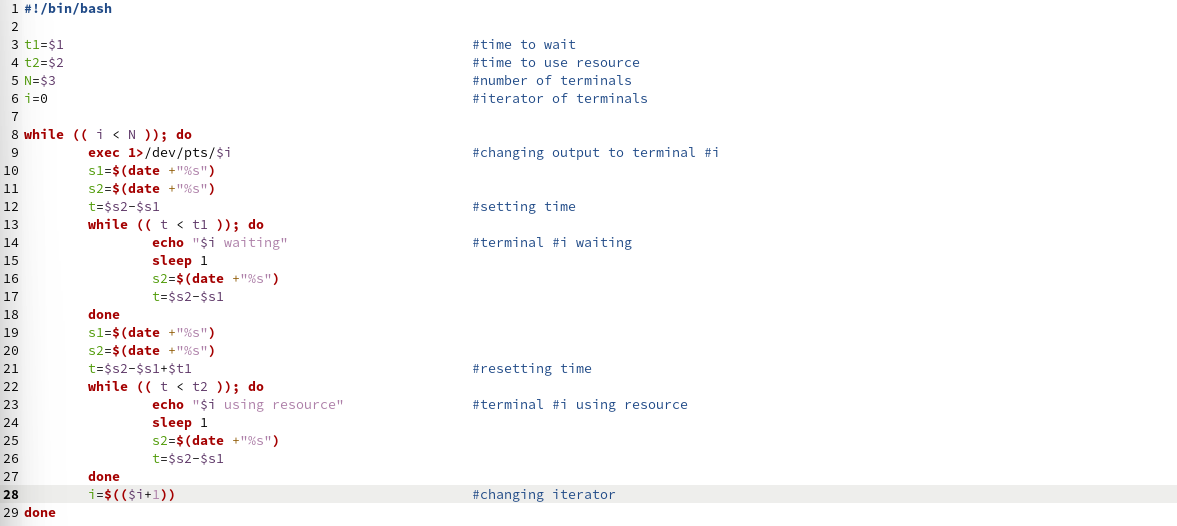 1 #!/bin/bash
2
3 t1=$1 #time to wait
4 t2=$2 #time to use resource
5 N=$3 #number of terminals
6 i=0 #iterator of terminals
7
8 while (( i < N )); do
9 exec 1>/dev/pts/$i #changing output to terminal #i
10 s1=$(date +"%s")
11 s2=$(date +"%s")
12 t=$s2-$s1 #setting time
13 while (( t < t1 )); do
14 echo "$i waiting" #terminal #i waiting
15 sleep 1
16 s2=$(date +"%s")
17 t=$s2-$s1
18 done
19 s1=$(date +"%s")
20 s2=$(date +"%s")
21 t=$s2-$s1+$t1 #resetting time
22 while (( t < t2 )); do
23 echo "$i using resource" #terminal #i using resource
24 sleep 1
25 s2=$(date +"%s")
26 t=$s2-$s1
27 done
28 i=$(($i+1)) #changing iterator
29 done